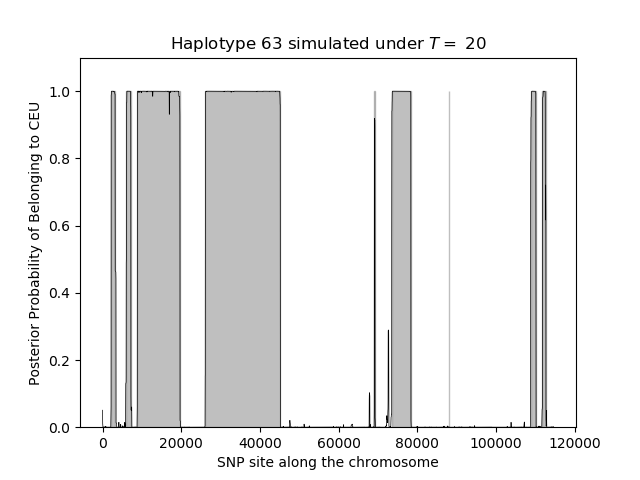 Haplotype 63 simulated under T = 20
Posterior Probability of Belonging to CEU
1.0
0.8
0.6
0.4
0.2
0.0
0 20000 40000 60000 80000 100000 120000
SNP site along the chromosome